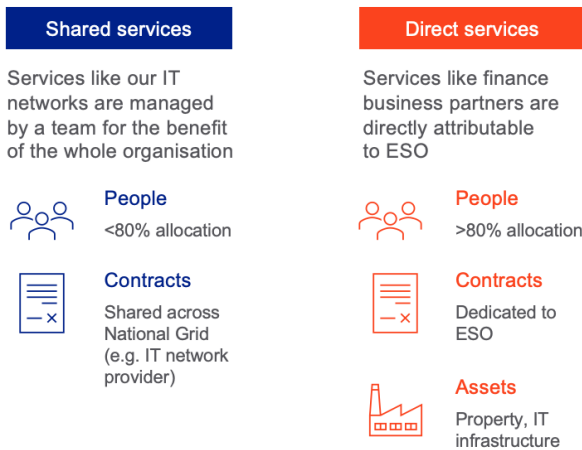 Shared services
Services like our IT
networks are managed
by a team for the benefit
of the whole organisation
People
<80% allocation
Contracts
Shared across
National Grid
(e.g. IT network
provider)
Direct services
Services like finance
business partners are
directly attributable
to ESO
People
>80% allocation
Contracts
Dedicated to
ESO
Assets
Property, IT
infrastructure